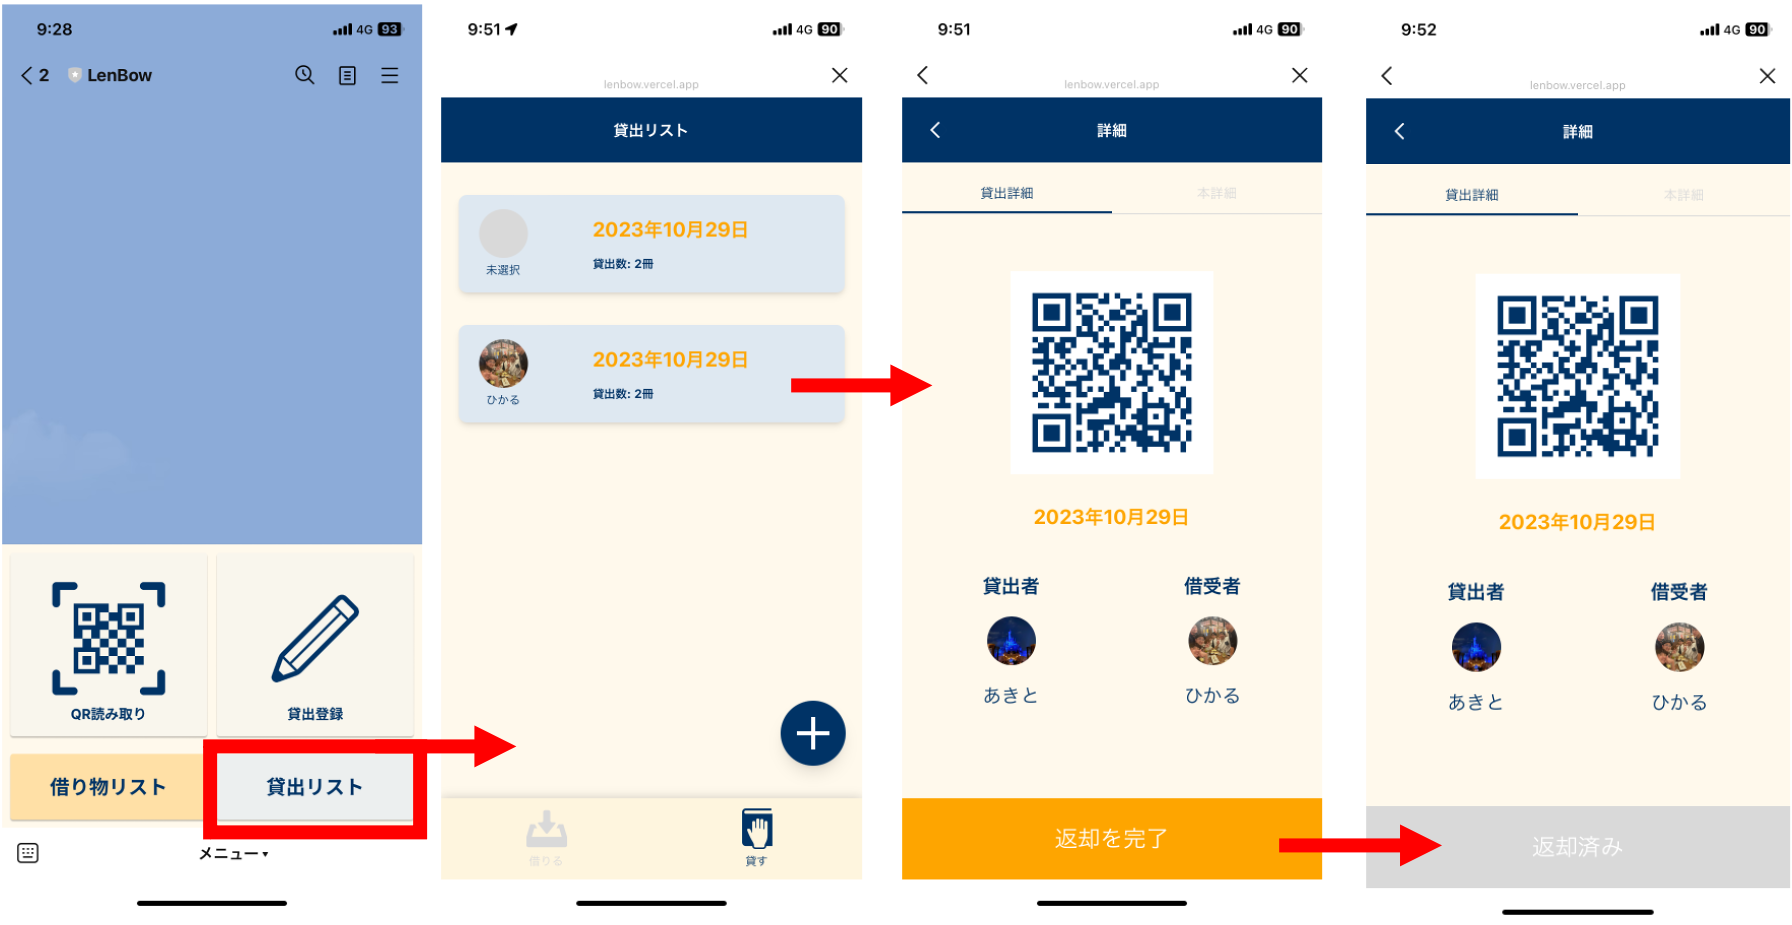 9:28
4G 93
2 LenBow
QR読み取り
貸出登録
借り物リスト
貸出リスト
メニュー▾
9:51
4G 90
lenbow.vercel.app
貸出リスト
2023年10月29日
未選択
貸出数: 2冊
2023年10月29日
ひかる
貸出数: 2冊
借りる
貸す
9:51
4G 90
lenbow.vercel.app
詳細
貸出詳細
本詳細
2023年10月29日
貸出者
借受者
あきと
ひかる
返却を完了
9:52
4G 90
lenbow.vercel.app
詳細
貸出詳細
本詳細
2023年10月29日
貸出者
借受者
あきと
ひかる
返却済み